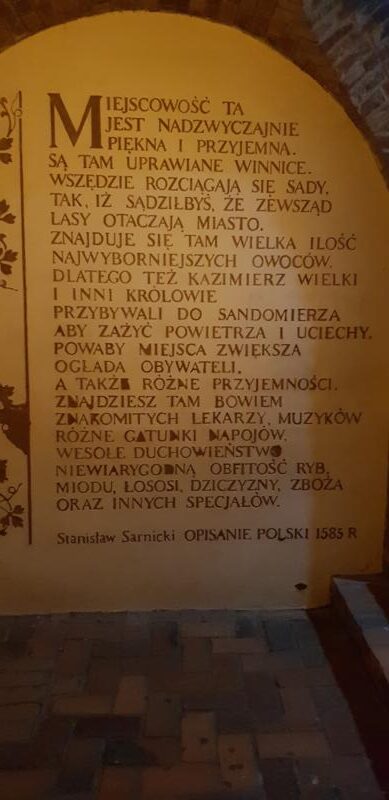 MIEJSCOWOŚĆ TA
JEST NADZWYCZAJNIE
PIĘKNA I PRZYJEMNA.
SĄ TAM UPRAWIANE WINNICE.
WSZĘDZIE ROZCIĄGAJĄ SIĘ SADY,
TAK, IŻ SĄDZIŁBYŚ, ŻE ZEWSZĄD
LASY OTACZAJĄ MIASTO.
ZNAJDUJE SIĘ TAM WIELKA ILOŚĆ
NAJWYBORNIEJSZYCH OWOCÓW.
DLATEGO TEŻ KAZIMIERZ WIELKI
I INNI KRÓLOWIE
PRZYBYWALI DO SANDOMIERZA
ABY ZAŻYĆ POWIETRZA I UCIECHY.
POWABY MIEJSCA ZWIĘKSZA
OGŁADA OBYWATELI,
A TAKŻE RÓŻNE PRZYJEMNOŚCI.
ZNAJDZIESZ TAM BOWIEM
ZNAKOMITYCH LEKARZY, MUZYKÓW
RÓŻNE GATUNKI NAPOJÓW.
WESOŁE DUCHOWIEŃSTWO
NIEWIARYGODNĄ OBFITOŚĆ RYB,
MIODU, ŁOSOSI, DZICZYZNY, ZBOŻA
ORAZ INNYCH SPECJAŁÓW.
Stanisław Sarnicki OPISANIE POLSKI 1585 R